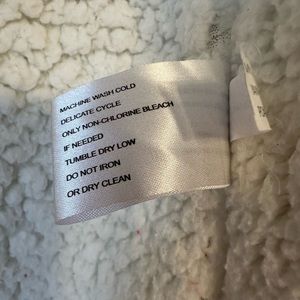 MACHINE WASH COLD
DELICATE CYCLE
ONLY NON-CHLORINE BLEACH
IF NEEDED
TUMBLE DRY LOW
DO NOT IRON
OR DRY CLEAN